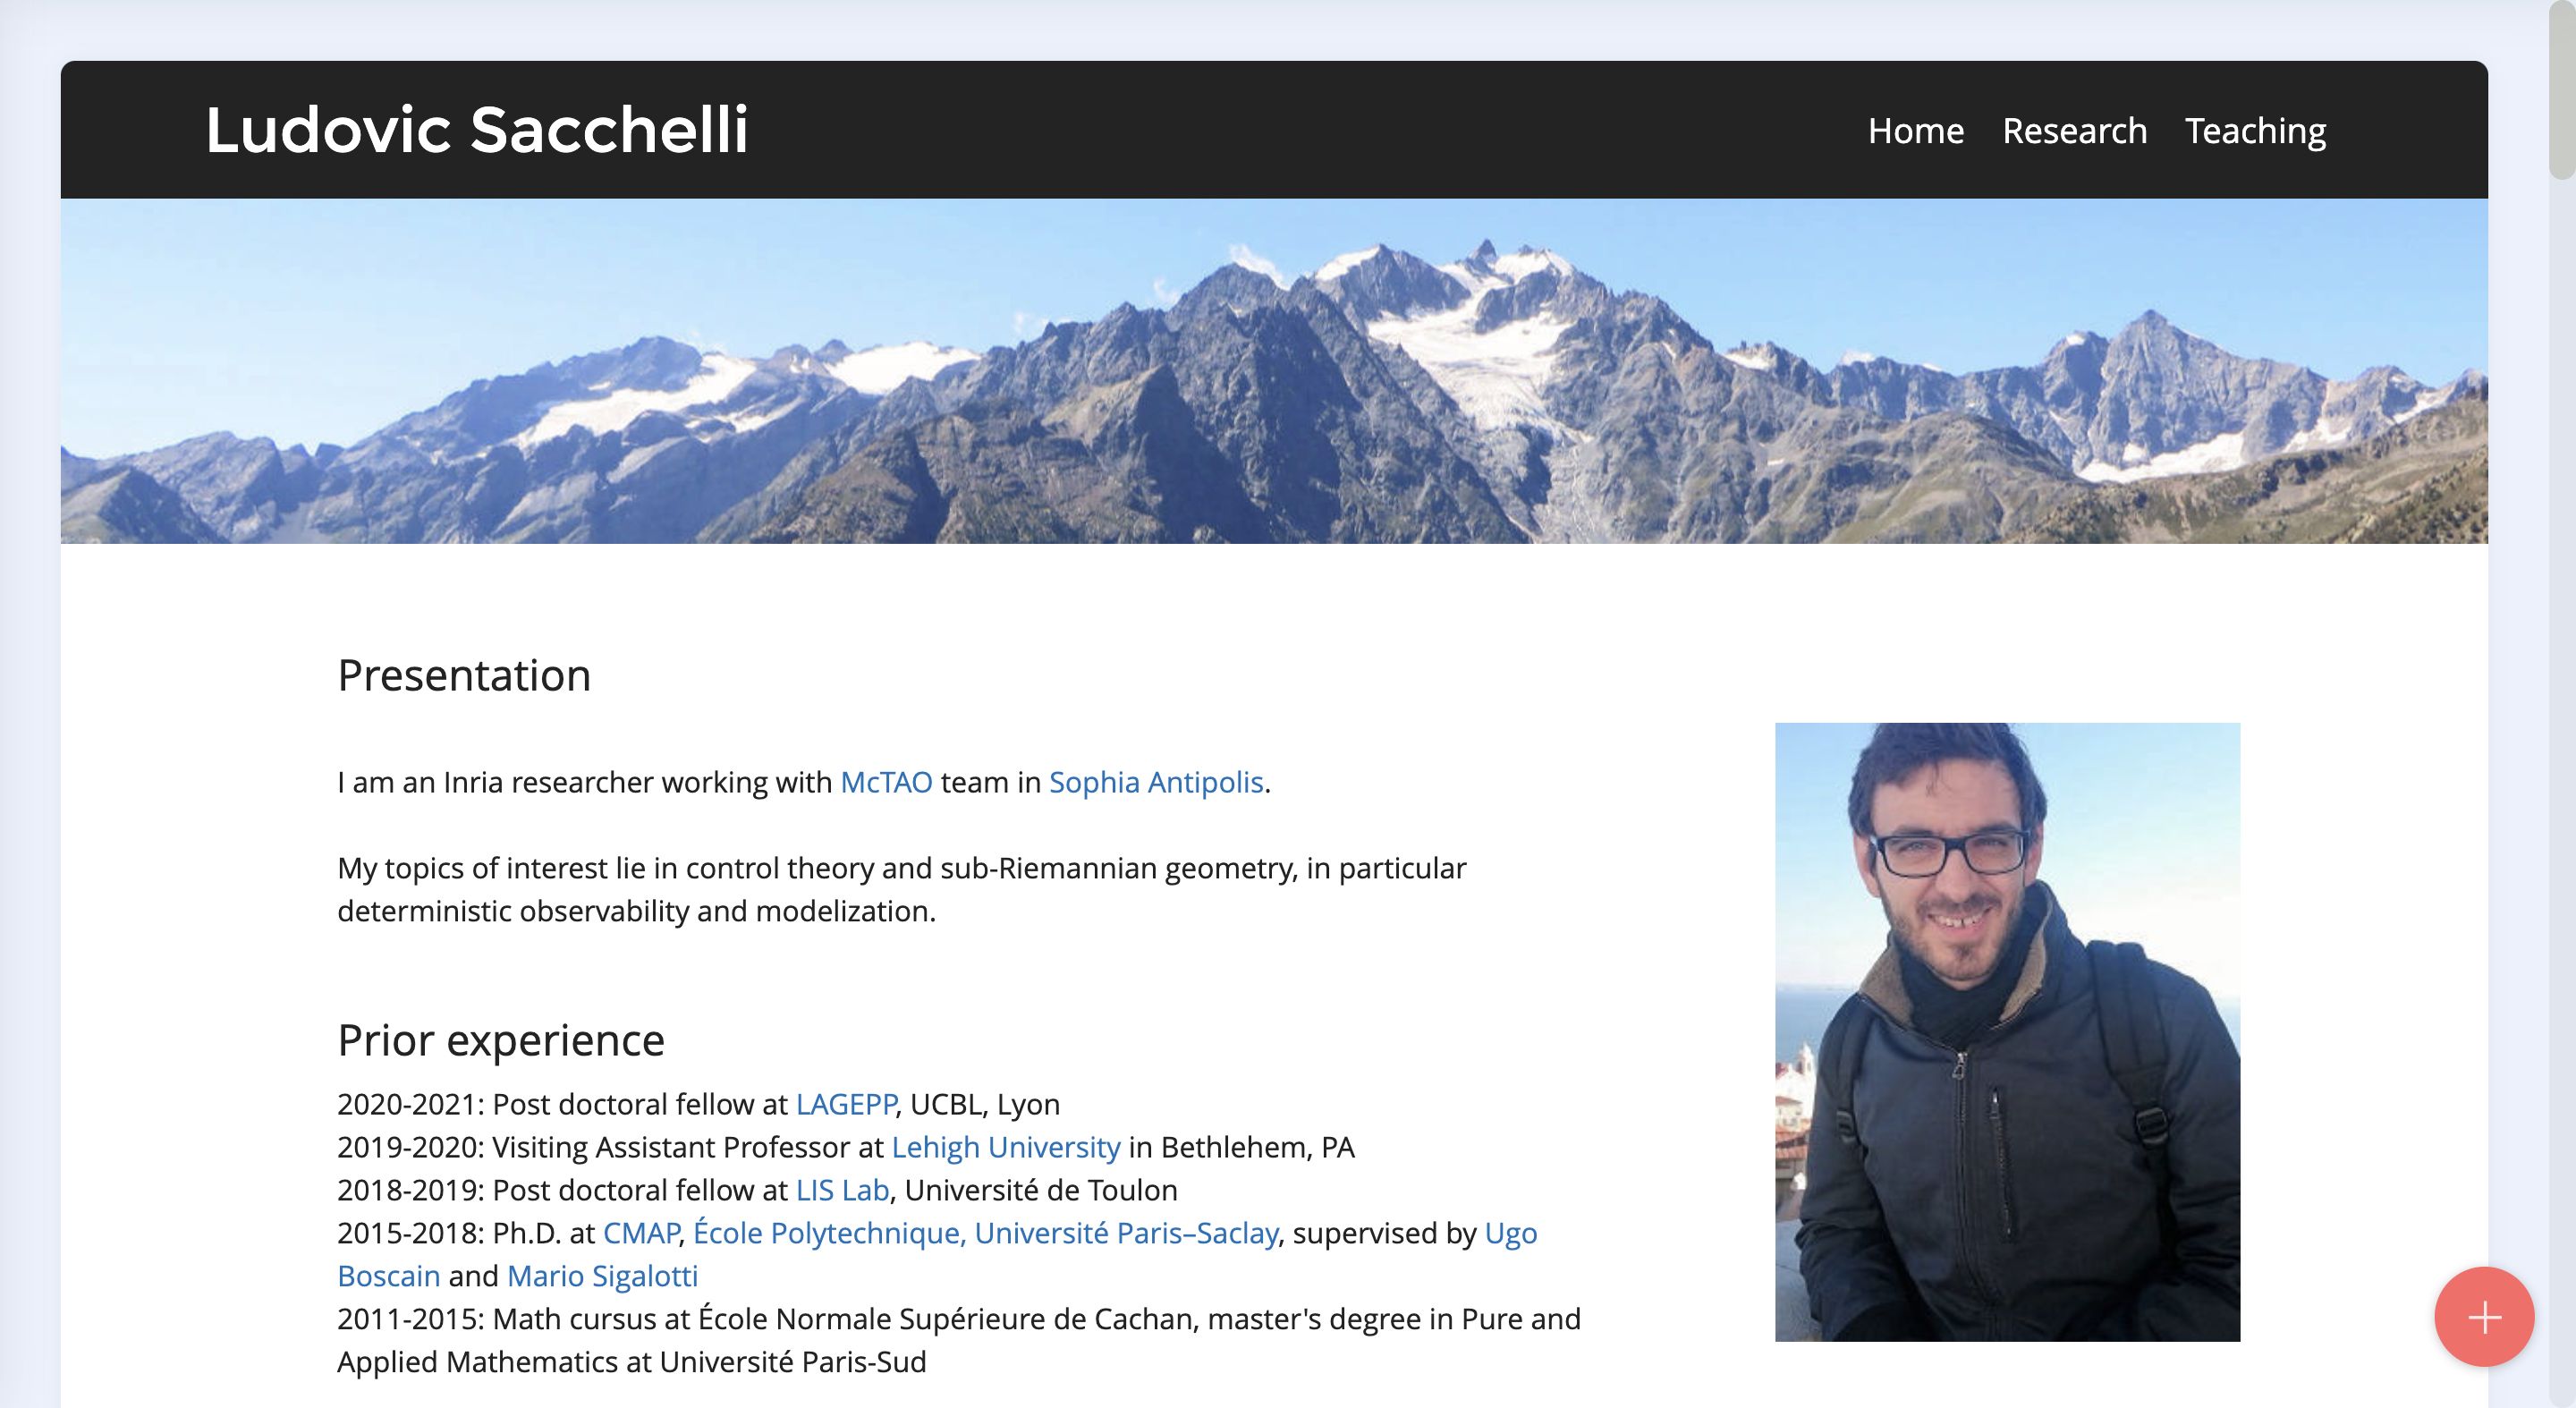 Ludovic Sacchelli
Home Research Teaching
Presentation
I am an Inria researcher working with McTAO team in Sophia Antipolis.
My topics of interest lie in control theory and sub-Riemannian geometry, in particular
deterministic observability and modelization.
Prior experience
2020-2021: Post doctoral fellow at LAGEPP, UCBL, Lyon
2019-2020: Visiting Assistant Professor at Lehigh University in Bethlehem, PA
2018-2019: Post doctoral fellow at LIS Lab, Université de Toulon
2015-2018: Ph.D. at CMAP, École Polytechnique, Université Paris–Saclay, supervised by Ugo
Boscain and Mario Sigalotti
2011-2015: Math cursus at École Normale Supérieure de Cachan, master's degree in Pure and
Applied Mathematics at Université Paris-Sud